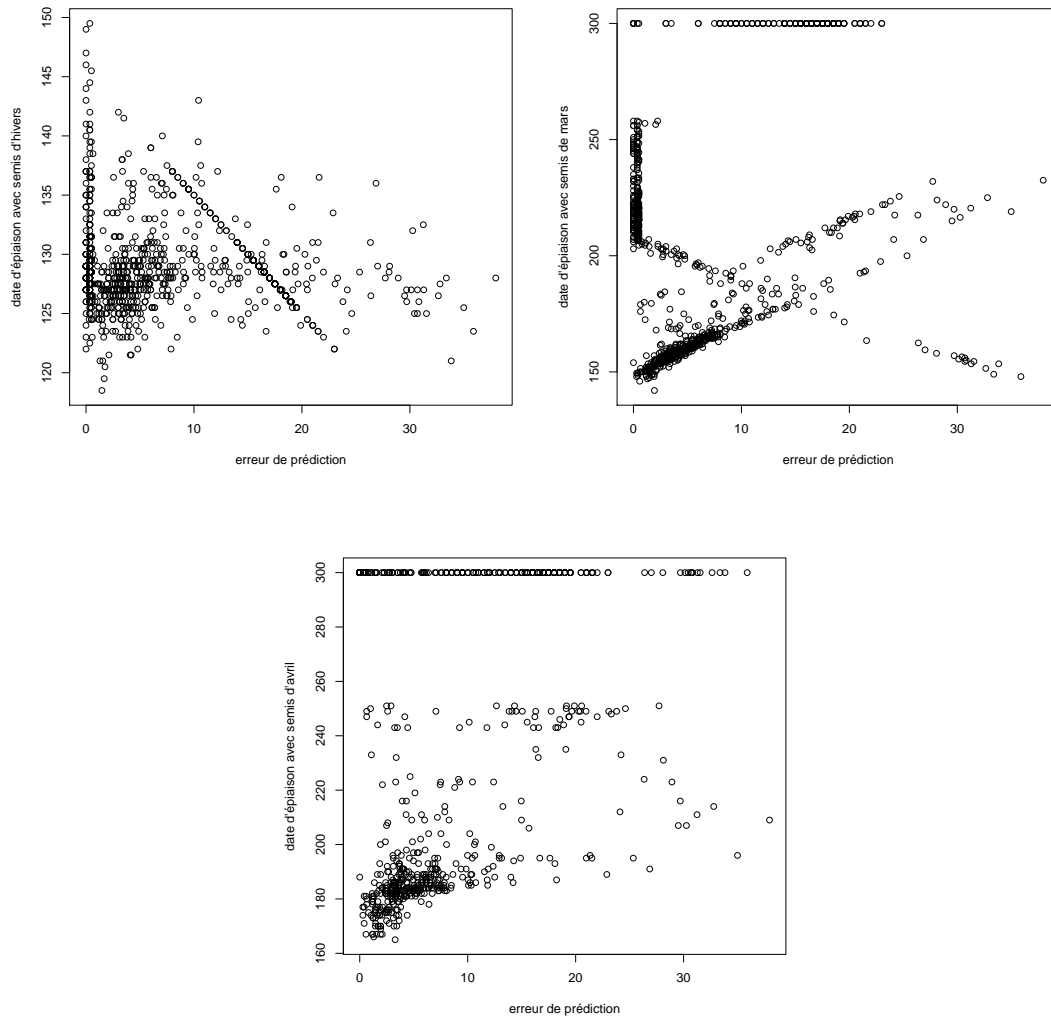 date d'épiaison avec semis d'hivers
150
145
140
135
130
125
120
0 10 20 30
erreur de prédiction
date d'épiaison avec semis de mars
300
250
200
150
0 10 20 30
erreur de prédiction
date d'épiaison avec semis d'avril
300
280
260
240
220
200
180
160
0 10 20 30
erreur de prédiction